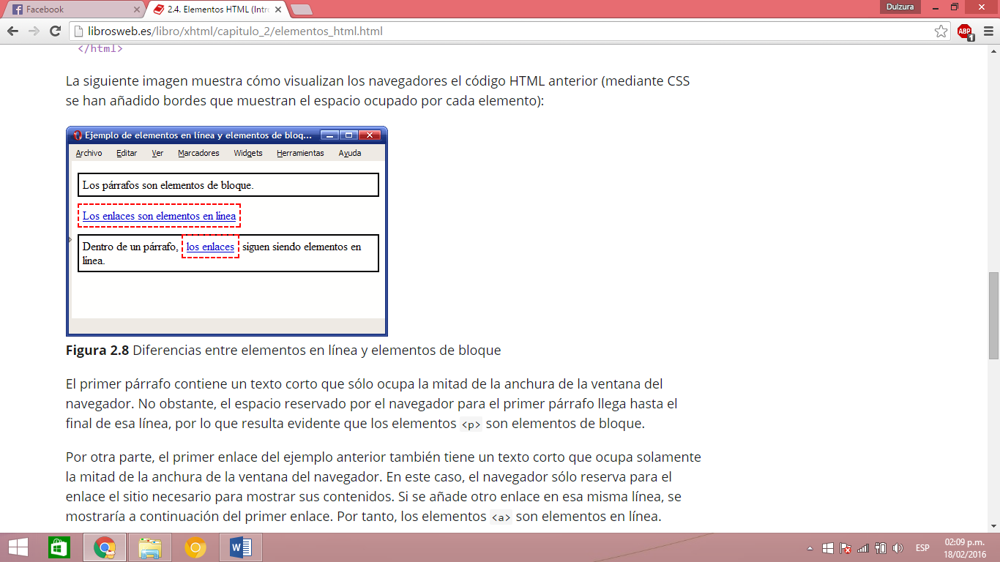 Facebook
2.4. Elementos HTML (Intro
Dulzura
librosweb.es/libro/xhtml/capitulo_2/elementos_html.html
ABP
1
</html>
La siguiente imagen muestra cómo visualizan los navegadores el código HTML anterior (mediante CSS
se han añadido bordes que muestran el espacio ocupado por cada elemento):
Ejemplo de elementos en línea y elementos de bloq...
Archivo Editar Ver Marcadores Widgets Herramientas Ayuda
Los párrafos son elementos de bloque.
Los enlaces son elementos en línea
Dentro de un párrafo, los enlaces siguen siendo elementos en
línea.
Figura 2.8 Diferencias entre elementos en línea y elementos de bloque
El primer párrafo contiene un texto corto que sólo ocupa la mitad de la anchura de la ventana del
navegador. No obstante, el espacio reservado por el navegador para el primer párrafo llega hasta el
final de esa línea, por lo que resulta evidente que los elementos <p> son elementos de bloque.
Por otra parte, el primer enlace del ejemplo anterior también tiene un texto corto que ocupa solamente
la mitad de la anchura de la ventana del navegador. En este caso, el navegador sólo reserva para el
enlace el sitio necesario para mostrar sus contenidos. Si se añade otro enlace en esa misma línea, se
mostraría a continuación del primer enlace. Por tanto, los elementos <a> son elementos en línea.
ESP
02:09 p.m.
18/02/2016